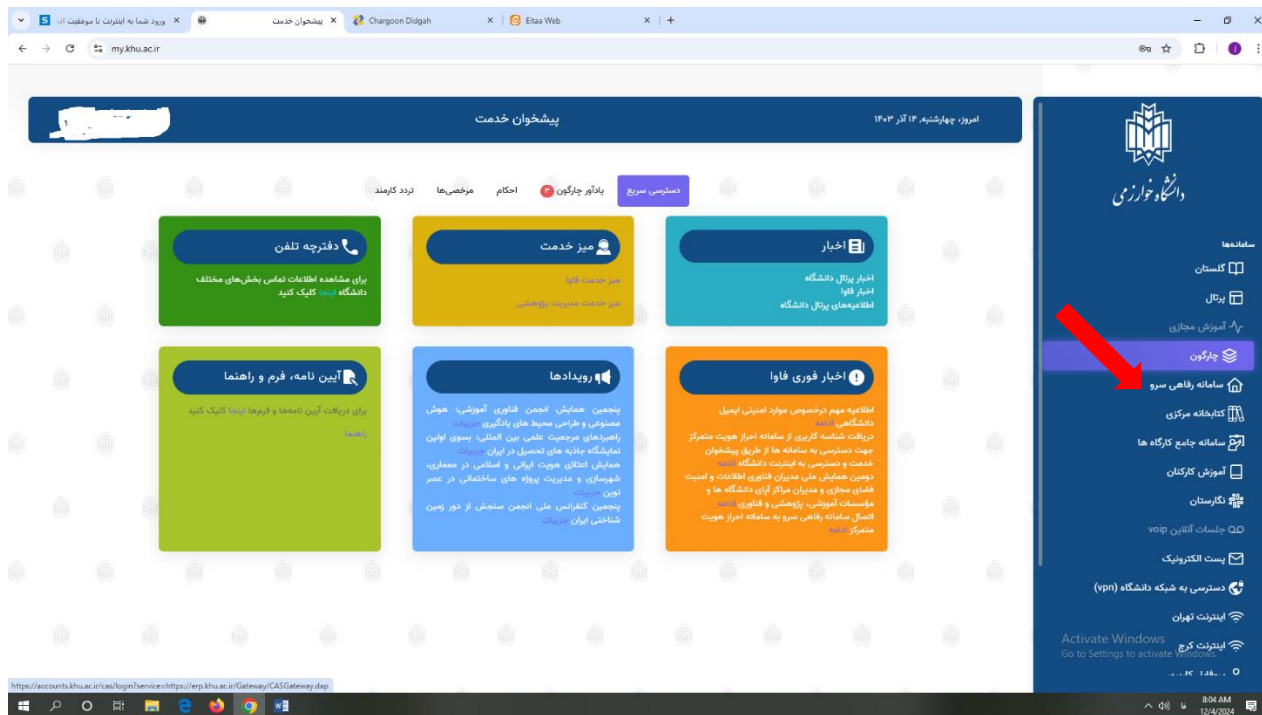 ورود شما به اینترنت با موفقیت ان
پیشخوان خدمت
Chargoon Didgah
Eitaa Web
my.khu.ac.ir
امروز، چهارشنبه, ۱۴ آذر ۱۴۰۳
پیشخوان خدمت
دسترسی سریع
یادآور چارگون ۳
احکام
مرخصی‌ها
تردد کارمند
اخبار
اخبار پرتال دانشگاه
اخبار فاوا
اطلاعیه‌های پرتال دانشگاه
میز خدمت
میز خدمت فاوا
میز خدمت مدیریت پژوهشی
دفترچه تلفن
برای مشاهده اطلاعات تماس بخش‌های مختلف
دانشگاه اینجا کلیک کنید
اخبار فوری فاوا
اطلاعیه مهم درخصوص موارد امنیتی ایمیل
دانشگاهی ادامه
دریافت شناسه کاربری از سامانه احراز هویت متمرکز
جهت دسترسی به سامانه ها از طریق پیشخوان
خدمت و دسترسی به اینترنت دانشگاه ادامه
دومین همایش ملی مدیران فناوری اطلاعات و امنیت
فضای مجازی و مدیران مراکز آپای دانشگاه ها و
مؤسسات آموزشی، پژوهشی و فناوری ادامه
اتصال سامانه رفاهی سرو به سامانه احراز هویت
متمرکز ادامه
رویدادها
پنجمین همایش انجمن فناوری آموزشی: هوش
مصنوعی و طراحی محیط های یادگیری جزییات
راهبردهای مرجعیت علمی بین المللی: بسوی اولین
نمایشگاه جاذبه های تحصیل در ایران جزییات
همایش اعتلای هویت ایرانی و اسلامی در معماری،
شهرسازی و مدیریت پروژه های ساختمانی در عصر
نوین جزییات
پنجمین کنفرانس ملی انجمن سنجش از دور زمین
شناختی ایران جزییات
آیین نامه، فرم و راهنما
برای دریافت آیین نامه‌ها و فرم‌ها اینجا کلیک کنید
راهنما
دانشگاه خوارزمی
سامانه‌ها
گلستان
پرتال
آموزش مجازی
چارگون
سامانه رفاهی سرو
کتابخانه مرکزی
سامانه جامع کارگاه ها
آموزش کارکنان
نگارستان
جلسات آنلاین voip
پست الکترونیک
دسترسی به شبکه دانشگاه (vpn)
اینترنت تهران
اینترنت کرج
Activate Windows
Go to Settings to activate Windows.
https://accounts.khu.ac.ir/cas/login?service=https://erp.khu.ac.ir/Gateway/CASGateway.dap
8:04 AM
12/4/2024